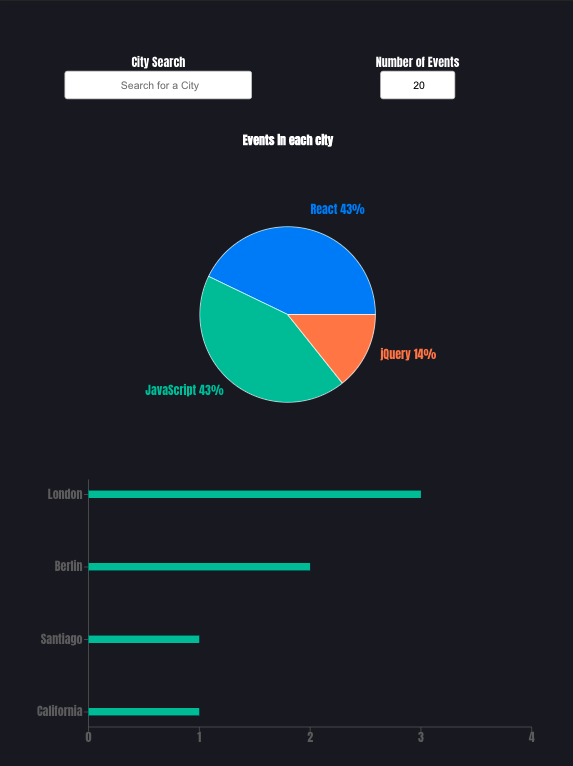 City Search
Number of Events
Search for a City
20
Events in each city
React 43%
jQuery 14%
JavaScript 43%
London
Berlin
Santiago
California
0 1 2 3 4